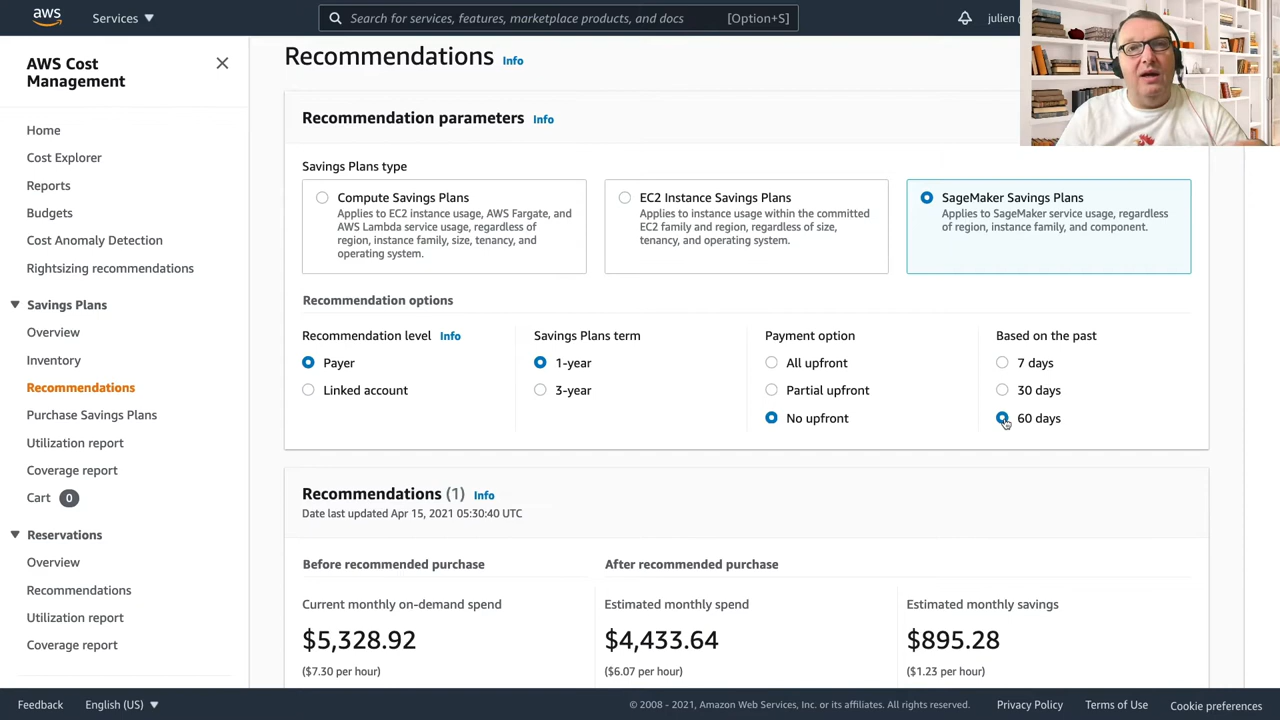 aws
Services
Search for services, features, marketplace products, and docs [Option+S]
julien
AWS Cost
Management
Home
Cost Explorer
Reports
Budgets
Cost Anomaly Detection
Rightsizing recommendations
Savings Plans
Overview
Inventory
Recommendations
Purchase Savings Plans
Utilization report
Coverage report
Cart 0
Reservations
Overview
Recommendations
Utilization report
Coverage report
Recommendations Info
Recommendation parameters Info
Savings Plans type
Compute Savings Plans
Applies to EC2 instance usage, AWS Fargate, and
AWS Lambda service usage, regardless of
region, instance family, size, tenancy, and
operating system.
EC2 Instance Savings Plans
Applies to instance usage within the committed
EC2 family and region, regardless of size,
tenancy, and operating system.
SageMaker Savings Plans
Applies to SageMaker service usage, regardless
of region, instance family, and component.
Recommendation options
Recommendation level Info
Payer
Linked account
Savings Plans term
1-year
3-year
Payment option
All upfront
Partial upfront
No upfront
Based on the past
7 days
30 days
60 days
Recommendations (1) Info
Date last updated Apr 15, 2021 05:30:40 UTC
Before recommended purchase
Current monthly on-demand spend
$5,328.92
($7.30 per hour)
After recommended purchase
Estimated monthly spend
$4,433.64
($6.07 per hour)
Estimated monthly savings
$895.28
($1.23 per hour)
Feedback English (US)
© 2008 - 2021, Amazon Web Services, Inc. or its affiliates. All rights reserved. Privacy Policy Terms of Use Cookie preferences